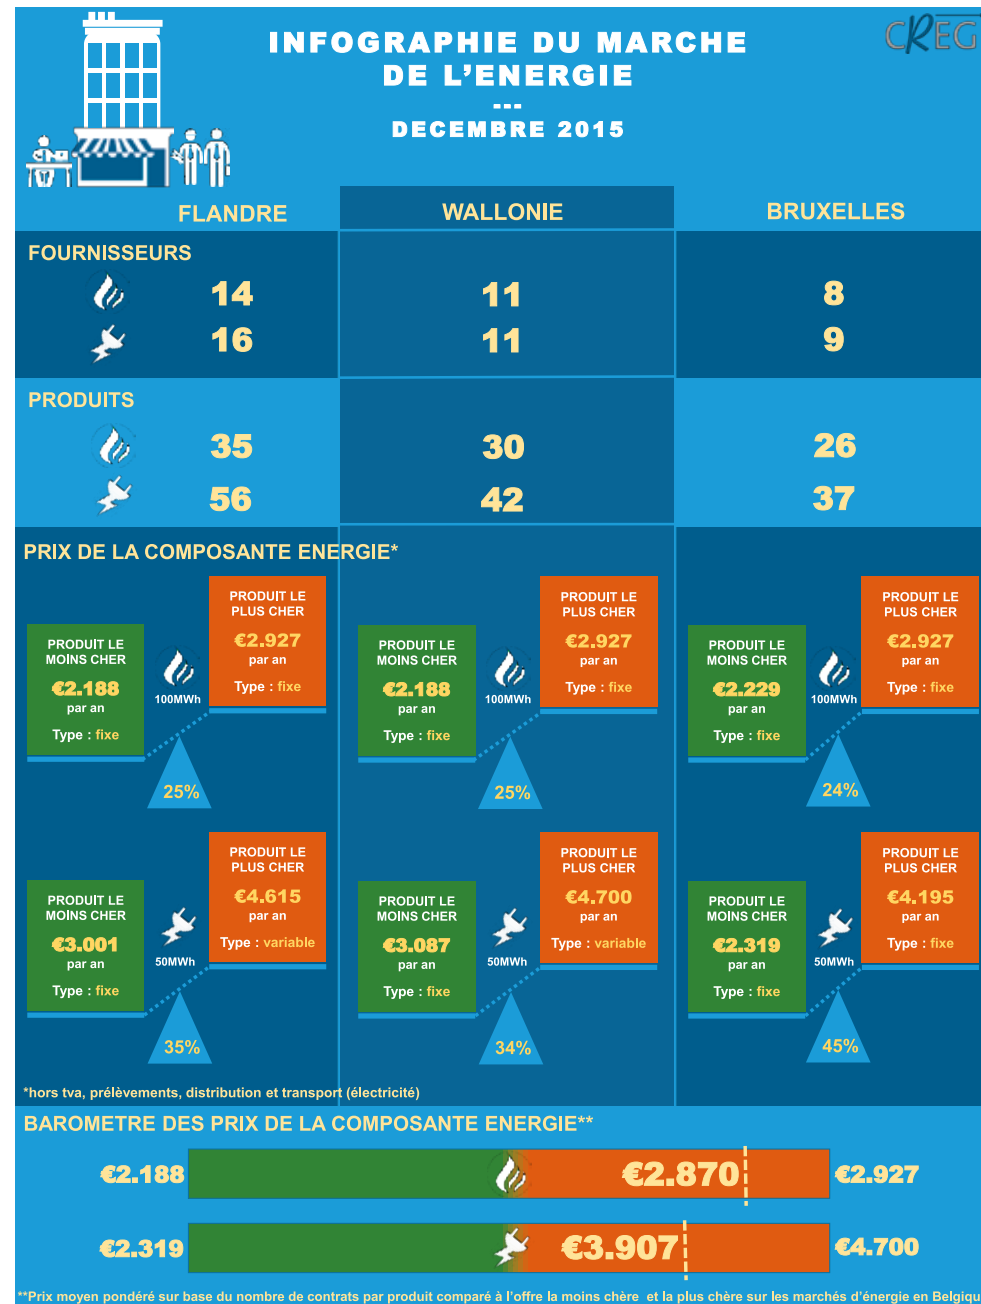 CREG
INFOGRAPHIE DU MARCHE
DE L'ENERGIE
---
DECEMBRE 2015
FLANDRE WALLONIE BRUXELLES
FOURNISSEURS
14 11 8
16 11 9
PRODUITS
35 30 26
56 42 37
PRIX DE LA COMPOSANTE ENERGIE*
PRODUIT LE
MOINS CHER
€2.188
par an
Type : fixe
100MWh
PRODUIT LE
PLUS CHER
€2.927
par an
Type : fixe
25%
PRODUIT LE
MOINS CHER
€2.188
par an
Type : fixe
100MWh
PRODUIT LE
PLUS CHER
€2.927
par an
Type : fixe
25%
PRODUIT LE
MOINS CHER
€2.229
par an
Type : fixe
100MWh
PRODUIT LE
PLUS CHER
€2.927
par an
Type : fixe
24%
PRODUIT LE
MOINS CHER
€3.001
par an
Type : fixe
50MWh
PRODUIT LE
PLUS CHER
€4.615
par an
Type : variable
35%
PRODUIT LE
MOINS CHER
€3.087
par an
Type : fixe
50MWh
PRODUIT LE
PLUS CHER
€4.700
par an
Type : variable
34%
PRODUIT LE
MOINS CHER
€2.319
par an
Type : fixe
50MWh
PRODUIT LE
PLUS CHER
€4.195
par an
Type : fixe
45%
*hors tva, prélèvements, distribution et transport (électricité)
BAROMETRE DES PRIX DE LA COMPOSANTE ENERGIE**
€2.188 €2.870 €2.927
€2.319 €3.907 €4.700
**Prix moyen pondéré sur base du nombre de contrats par produit comparé à l'offre la moins chère et la plus chère sur les marchés d'énergie en Belgiqu